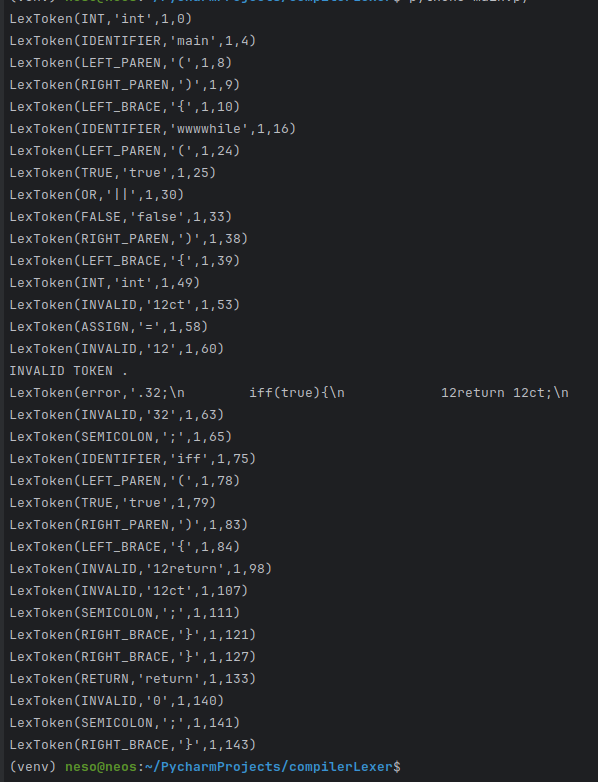 LexToken(INT,'int',1,0)
LexToken(IDENTIFIER,'main',1,4)
LexToken(LEFT_PAREN,'(',1,8)
LexToken(RIGHT_PAREN,')',1,9)
LexToken(LEFT_BRACE,'{',1,10)
LexToken(IDENTIFIER,'wwwwhile',1,16)
LexToken(LEFT_PAREN,'(',1,24)
LexToken(TRUE,'true',1,25)
LexToken(OR,'||',1,30)
LexToken(FALSE,'false',1,33)
LexToken(RIGHT_PAREN,')',1,38)
LexToken(LEFT_BRACE,'{',1,39)
LexToken(INT,'int',1,49)
LexToken(INVALID,'12ct',1,53)
LexToken(ASSIGN,'=',1,58)
LexToken(INVALID,'12',1,60)
INVALID TOKEN .
LexToken(error,'.32;\n        iff(true){\n            12return 12ct;\n
LexToken(INVALID,'32',1,63)
LexToken(SEMICOLON,';',1,65)
LexToken(IDENTIFIER,'iff',1,75)
LexToken(LEFT_PAREN,'(',1,78)
LexToken(TRUE,'true',1,79)
LexToken(RIGHT_PAREN,')',1,83)
LexToken(LEFT_BRACE,'{',1,84)
LexToken(INVALID,'12return',1,98)
LexToken(INVALID,'12ct',1,107)
LexToken(SEMICOLON,';',1,111)
LexToken(RIGHT_BRACE,'}',1,121)
LexToken(RIGHT_BRACE,'}',1,127)
LexToken(RETURN,'return',1,133)
LexToken(INVALID,'0',1,140)
LexToken(SEMICOLON,';',1,141)
LexToken(RIGHT_BRACE,'}',1,143)
(venv) neso@neos:~/PycharmProjects/compilerLexer$